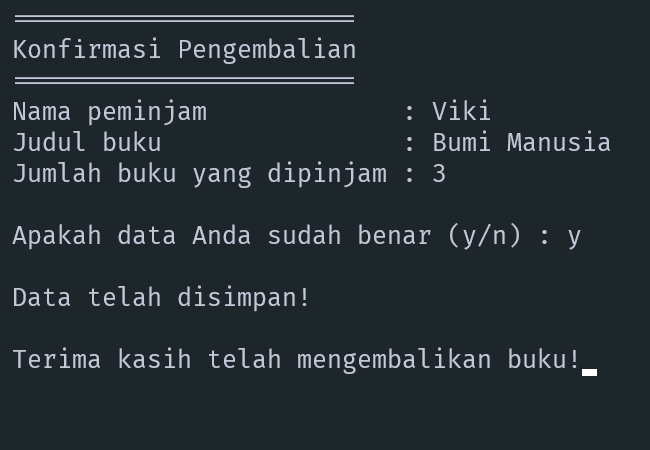 =======================
Konfirmasi Pengembalian
=======================
Nama peminjam             : Viki
Judul buku                : Bumi Manusia
Jumlah buku yang dipinjam : 3
Apakah data Anda sudah benar (y/n) : y
Data telah disimpan!
Terima kasih telah mengembalikan buku!